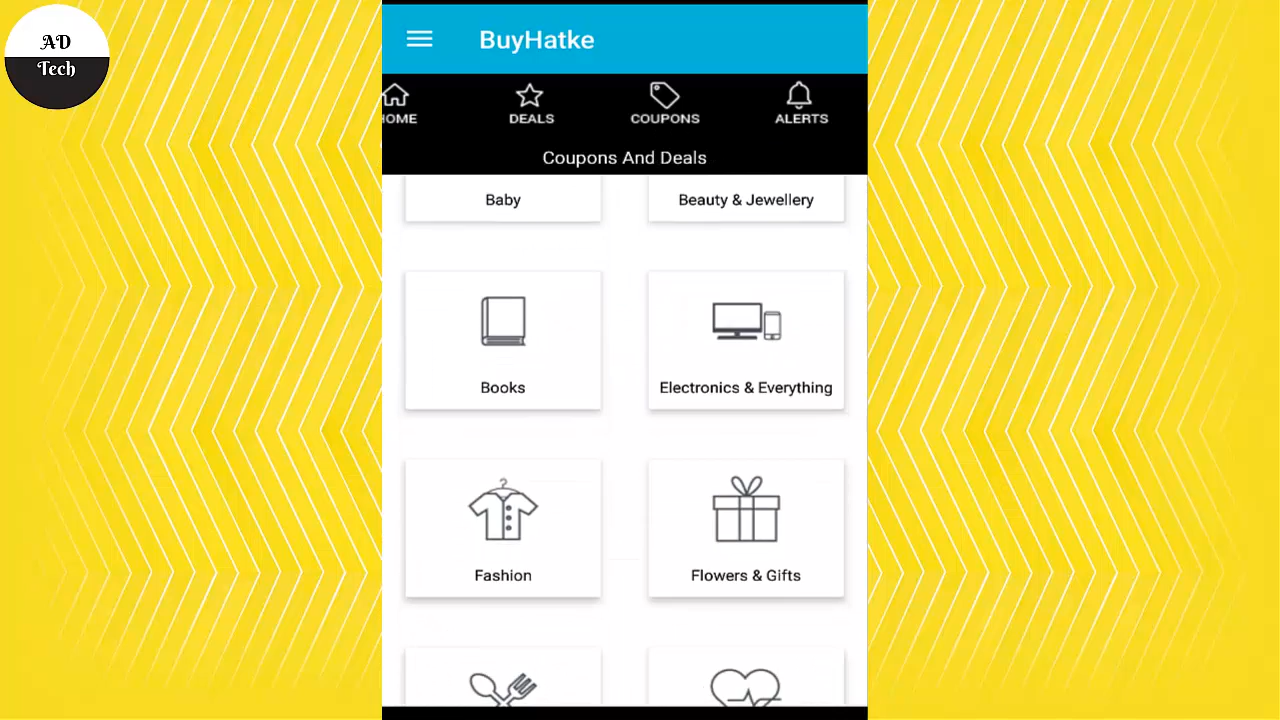 AD
Tech
BuyHatke
HOME DEALS COUPONS ALERTS
Coupons And Deals
Baby Beauty & Jewellery
Books Electronics & Everything
Fashion Flowers & Gifts